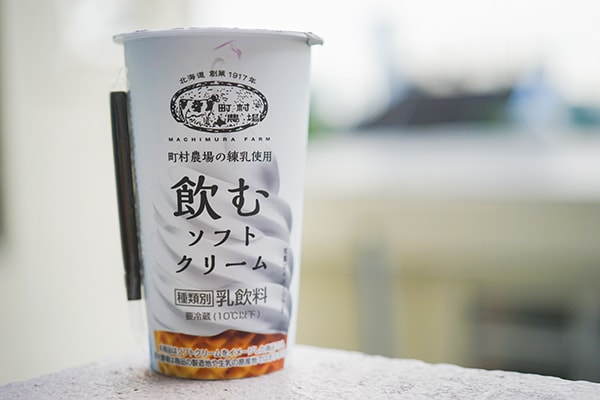 北海道 創業1917年
町村
農場
MACHIMURA FARM
町村農場の練乳使用
飲む
ソフト
クリーム
種類別 乳飲料
要冷蔵(10℃以下)